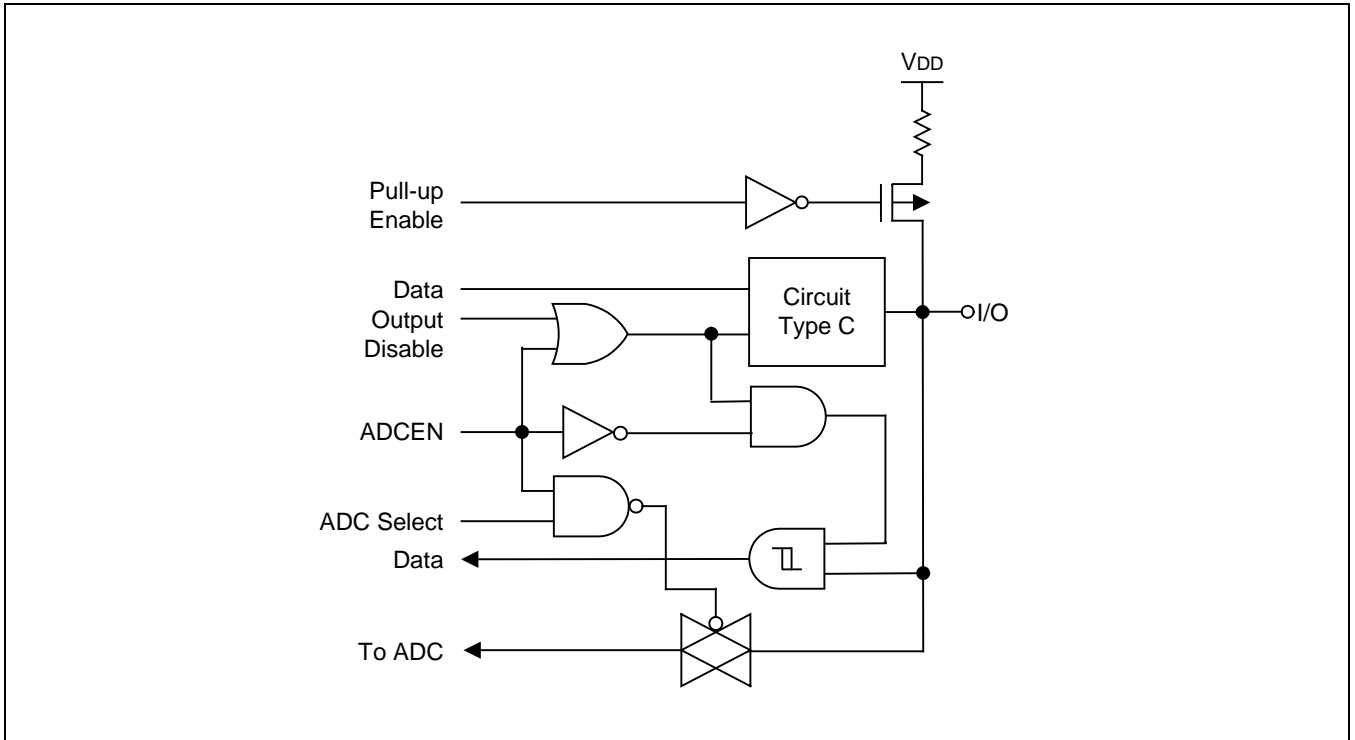 VDD
Pull-up
Enable
Data
Output
Disable
Circuit
Type C
I/O
ADCEN
ADC Select
Data
To ADC